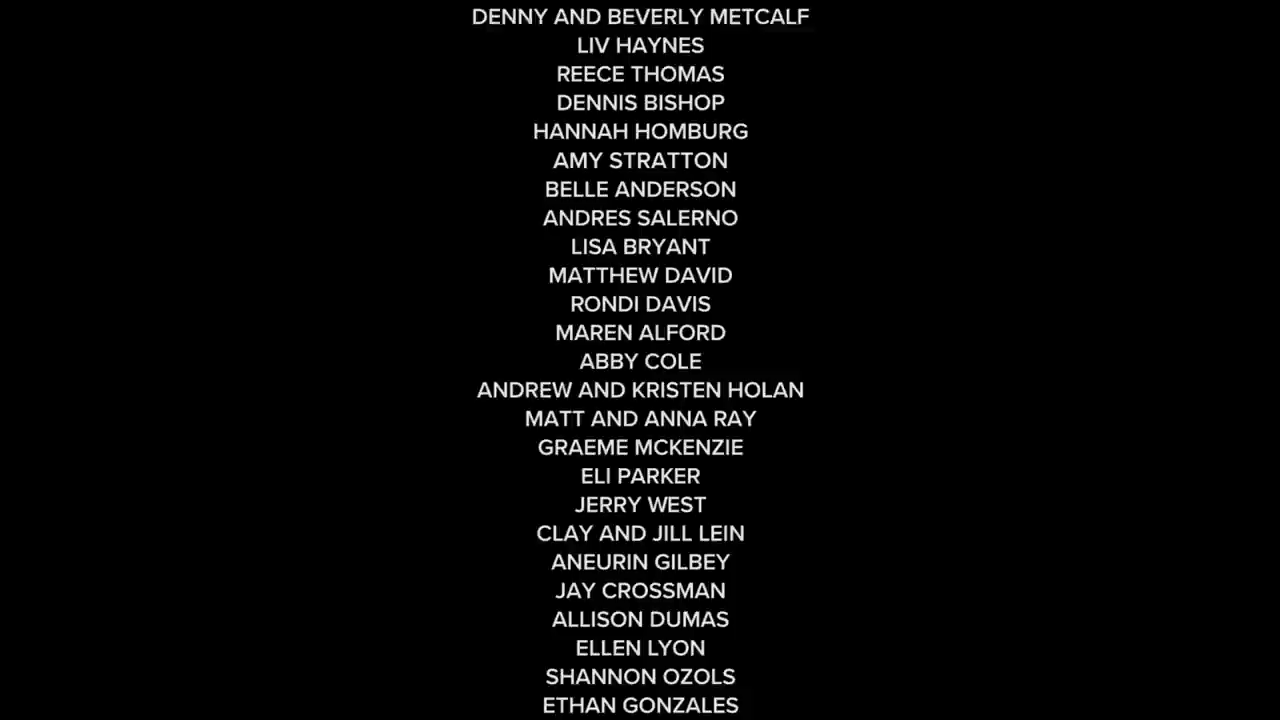 DENNY AND BEVERLY METCALF
LIV HAYNES
REECE THOMAS
DENNIS BISHOP
HANNAH HOMBURG
AMY STRATTON
BELLE ANDERSON
ANDRES SALERNO
LISA BRYANT
MATTHEW DAVID
RONDI DAVIS
MAREN ALFORD
ABBY COLE
ANDREW AND KRISTEN HOLAN
MATT AND ANNA RAY
GRAEME MCKENZIE
ELI PARKER
JERRY WEST
CLAY AND JILL LEIN
ANEURIN GILBEY
JAY CROSSMAN
ALLISON DUMAS
ELLEN LYON
SHANNON OZOLS
ETHAN GONZALES